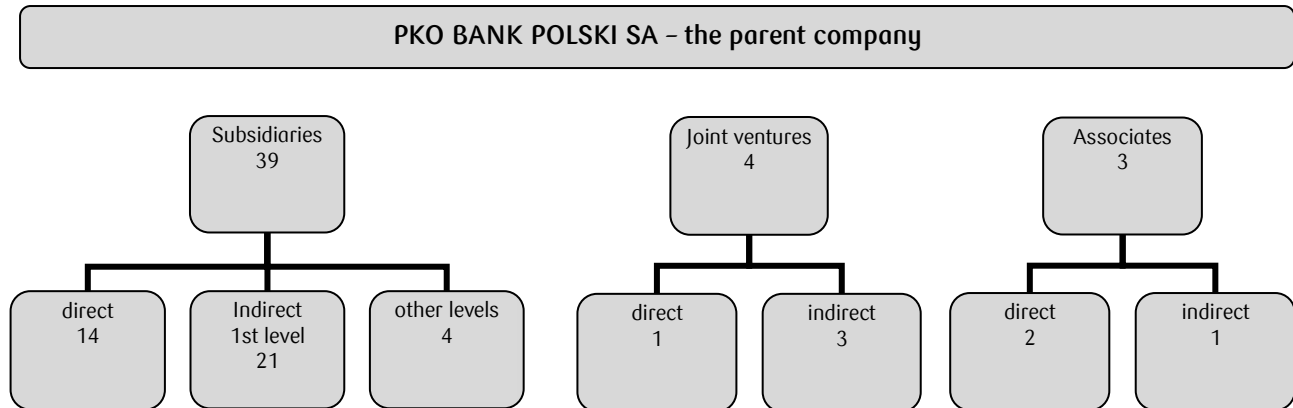 PKO BANK POLSKI SA – the parent company
Subsidiaries
39
Joint ventures
4
Associates
3
direct
14
Indirect
1st level
21
other levels
4
direct
1
indirect
3
direct
2
indirect
1